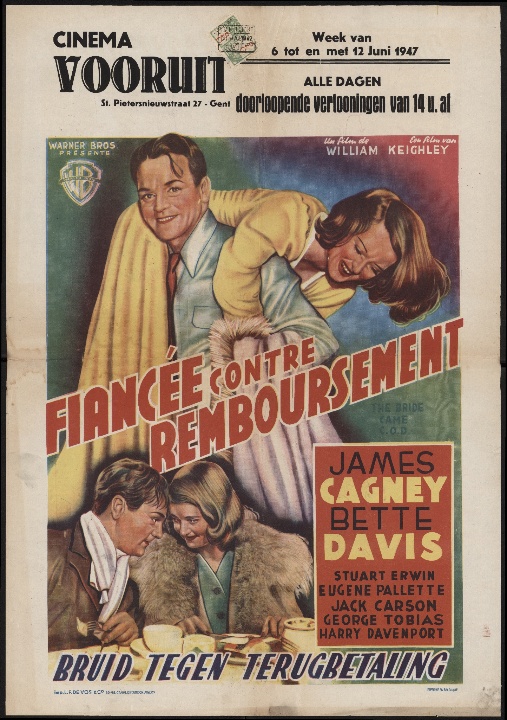 CINEMA
VOORUIT
St. Pietersnieuwstraat 27 - Gent
Week van
6 tot en met 12 Juni 1947
ALLE DAGEN
doorloopende vertooningen van 14 u. af
WARNER BROS
PRESENTE
WB
Un film de
Een film van
WILLIAM KEIGHLEY
FIANCÉE CONTRE
REMBOURSEMENT
THE BRIDE
CAME
C.O.D.
JAMES
CAGNEY
BETTE
DAVIS
STUART ERWIN
EUGENE PALLETTE
JACK CARSON
GEORGE TOBIAS
HARRY DAVENPORT
BRUID TEGEN TERUGBETALING